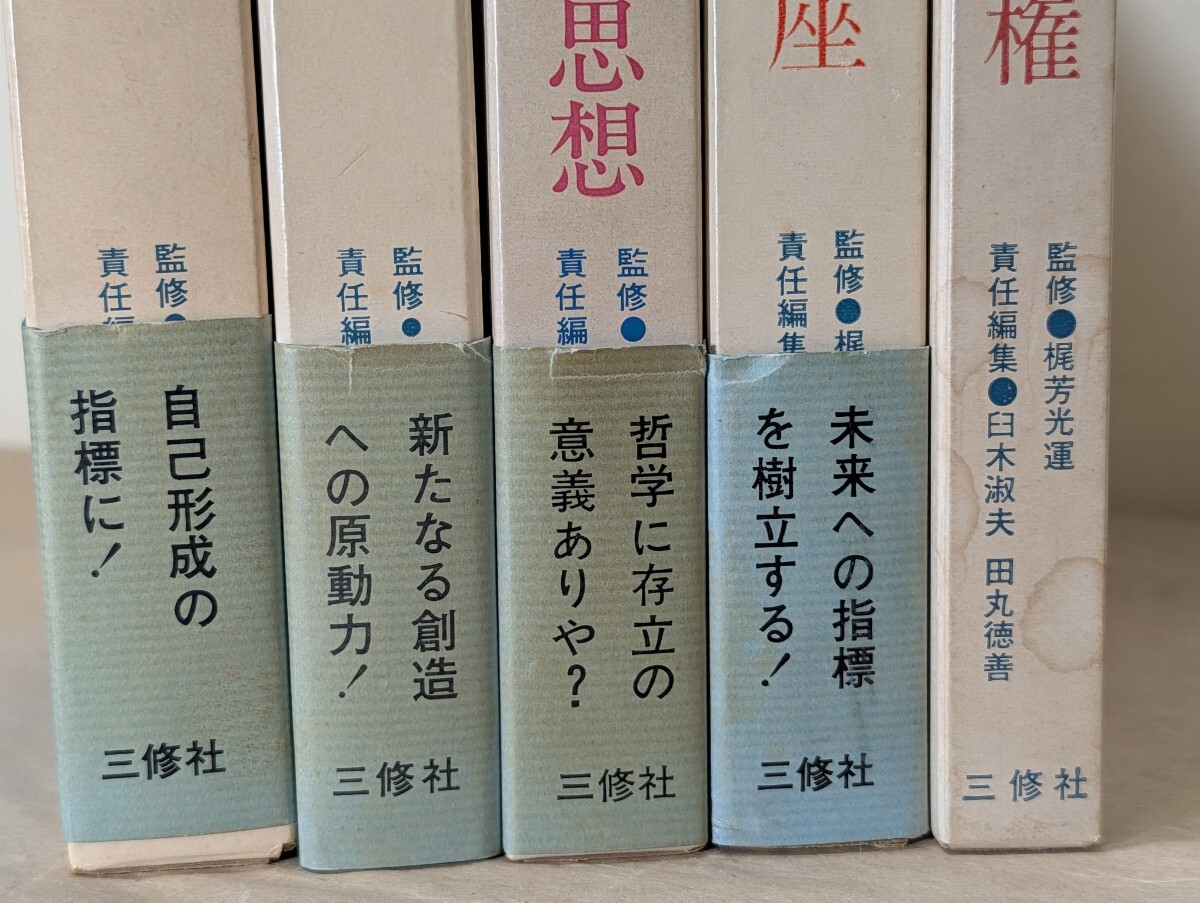 監修●
責任編
自己形成の
指標に！
三修社
監修●
責任編
新たなる創造
への原動力！
三修社
思想
監修●
責任編
哲学に存立の
意義ありや？
三修社
座
監修●梶
責任編集
未来への指標
を樹立する！
三修社
権
監修●梶芳光運
責任編集●臼木淑夫 田丸徳善
三修社